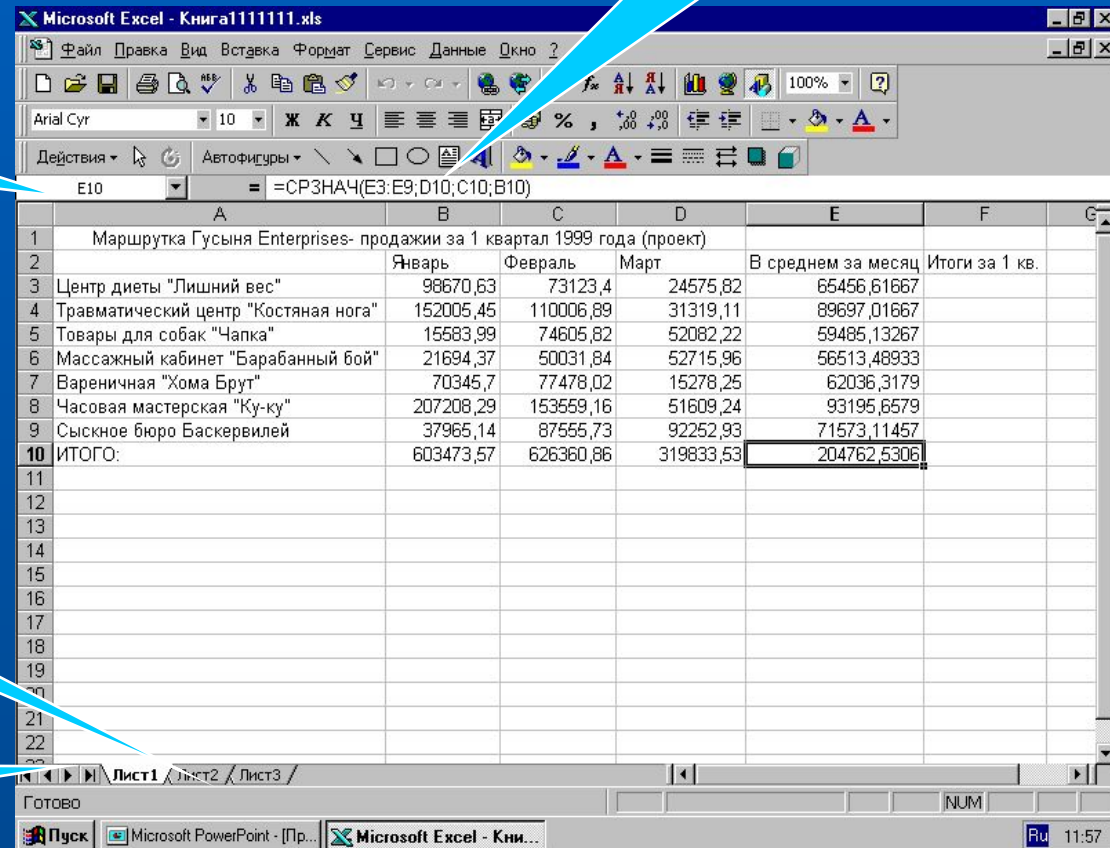 Microsoft Excel - Книга1111111.xls
Файл Правка Вид Вставка Формат Сервис Данные Окно ?
100%
Arial Cyr 10 Ж К Ч % ,
Действия Автофигуры
E10 = =СРЗНАЧ(E3:E9;D10;C10;B10)
A B C D E F G
1 Маршрутка Гусыня Enterprises- продажии за 1 квартал 1999 года (проект)
2 Январь Февраль Март В среднем за месяц Итоги за 1 кв.
3 Центр диеты "Лишний вес" 98670,63 73123,4 24575,82 65456,61667
4 Травматический центр "Костяная нога" 152005,45 110006,89 31319,11 89697,01667
5 Товары для собак "Чапка" 15583,99 74605,82 52082,22 59485,13267
6 Массажный кабинет "Барабанный бой" 21694,37 50031,84 52715,96 56513,48933
7 Вареничная "Хома Брут" 70345,7 77478,02 15278,25 62036,3179
8 Часовая мастерская "Ку-ку" 207208,29 153559,16 51609,24 93195,6579
9 Сыскное бюро Баскервилей 37965,14 87555,73 92252,93 71573,11457
10 ИТОГО: 603473,57 626360,86 319833,53 204762,5306
11
12
13
14
15
16
17
18
19
20
21
22
Лист1 Лист2 Лист3
Готово NUM
Пуск Microsoft PowerPoint - [Пр... Microsoft Excel - Кни... Ru 11:57